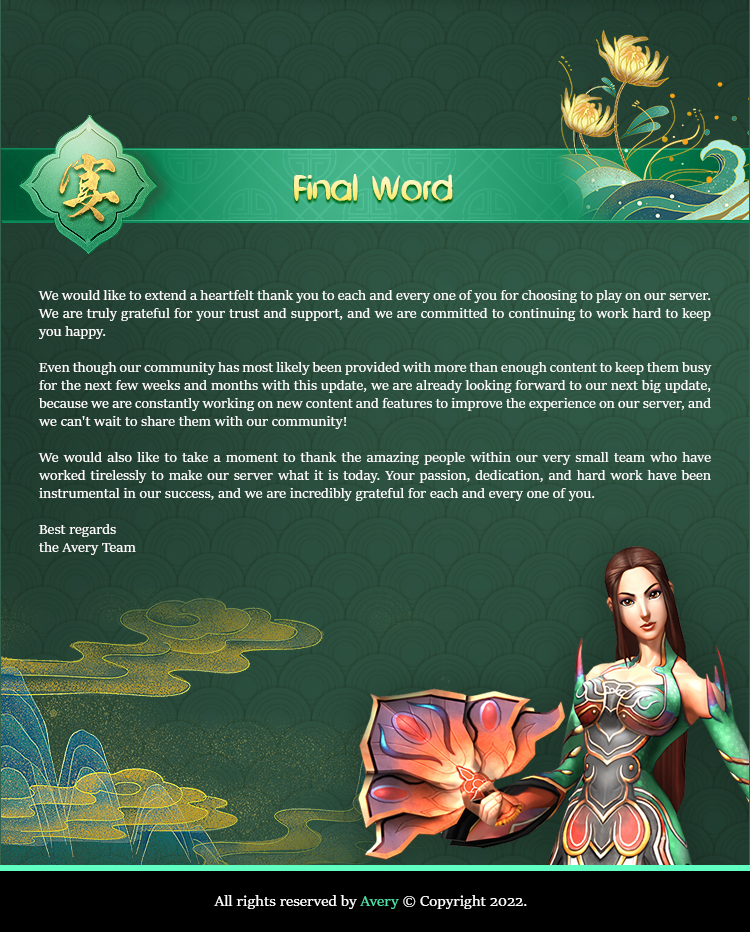 宴
Final Word
We would like to extend a heartfelt thank you to each and every one of you for choosing to play on our server.
We are truly grateful for your trust and support, and we are committed to continuing to work hard to keep
you happy.
Even though our community has most likely been provided with more than enough content to keep them busy
for the next few weeks and months with this update, we are already looking forward to our next big update,
because we are constantly working on new content and features to improve the experience on our server, and
we can't wait to share them with our community!
We would also like to take a moment to thank the amazing people within our very small team who have
worked tirelessly to make our server what it is today. Your passion, dedication, and hard work have been
instrumental in our success, and we are incredibly grateful for each and every one of you.
Best regards
the Avery Team
All rights reserved by Avery © Copyright 2022.